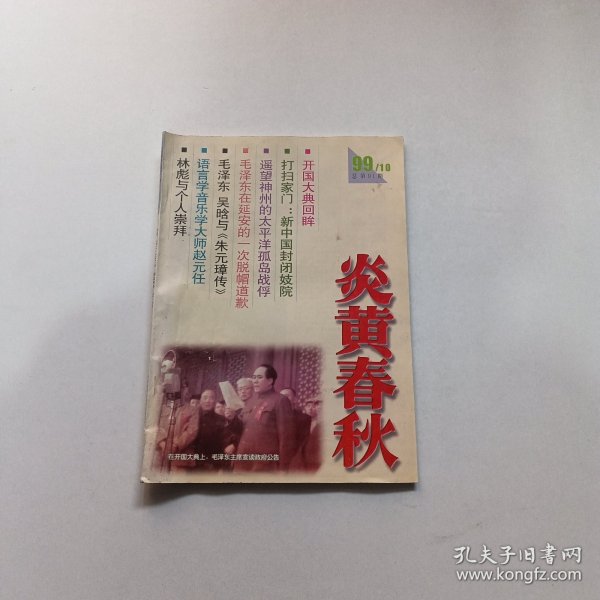 99/10
总第91期
开国大典回眸
打扫家门：新中国封闭妓院
遥望神州的太平洋孤岛战俘
毛泽东在延安的一次脱帽道歉
毛泽东 吴晗与《朱元璋传》
语言学音乐学大师赵元任
林彪与个人崇拜
炎黄春秋
在开国大典上，毛泽东主席宣读政府公告
孔夫子旧书网
www.kongfz.com